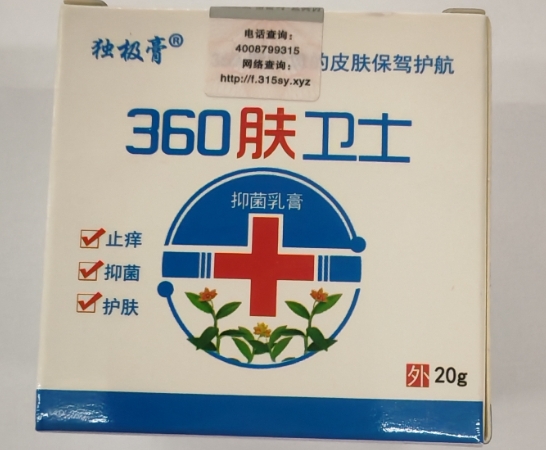 电话查询:
4008799315
网络查询:
http://f.315sy.xyz
独极膏®
的皮肤保驾护航
360肤卫士
抑菌乳膏
止痒
抑菌
护肤
外 20g